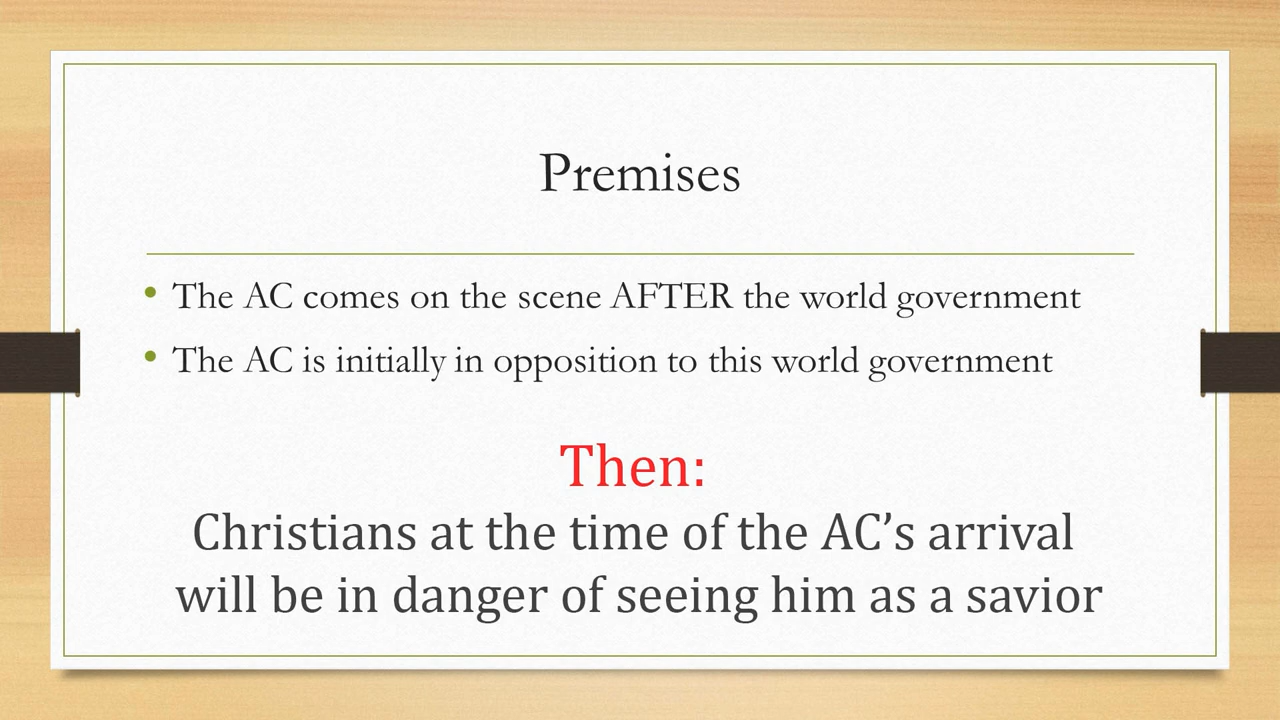 Premises
• The AC comes on the scene AFTER the world government
• The AC is initially in opposition to this world government
Then:
Christians at the time of the AC’s arrival
will be in danger of seeing him as a savior